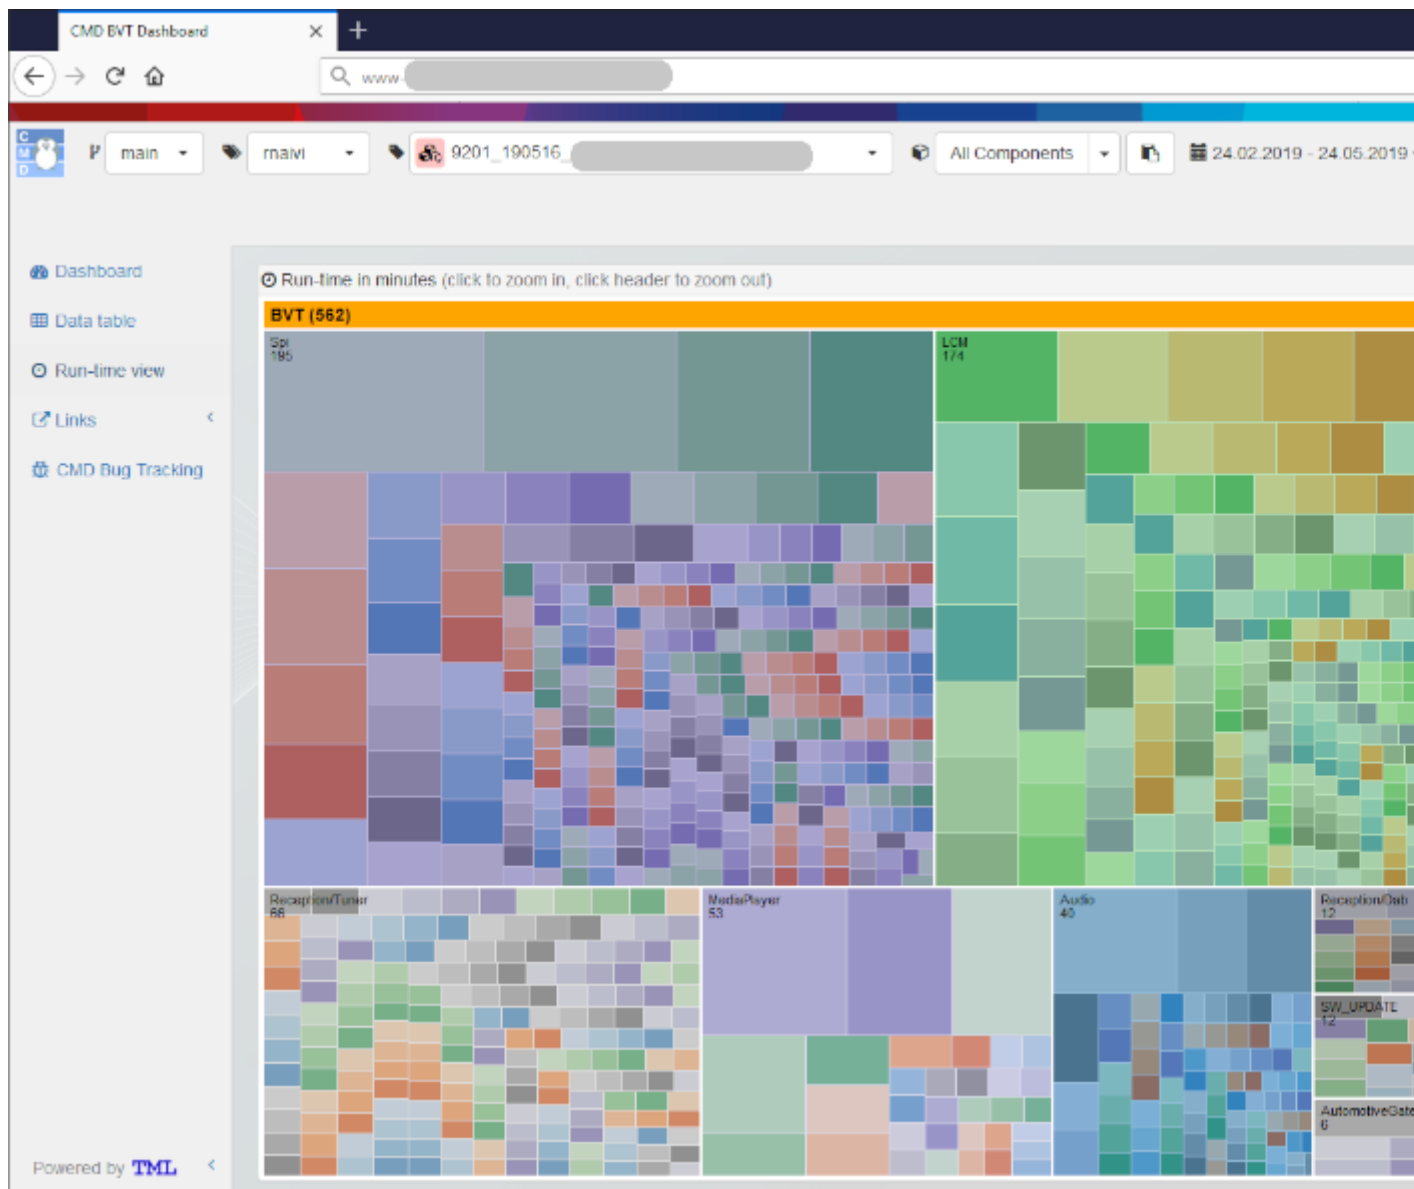 CMD BVT Dashboard
www-
C
M
D
main
rnaivi
9201_190516_
All Components
24.02.2019 - 24.05.2019
Dashboard
Data table
Run-time view
Links
CMD Bug Tracking
Run-time in minutes (click to zoom in, click header to zoom out)
BVT (562)
Spi
195
LCM
174
Reception/Tuner
66
MediaPlayer
53
Audio
40
Reception/Dab
12
SW_UPDATE
12
AutomotiveGate
6
Powered by TML